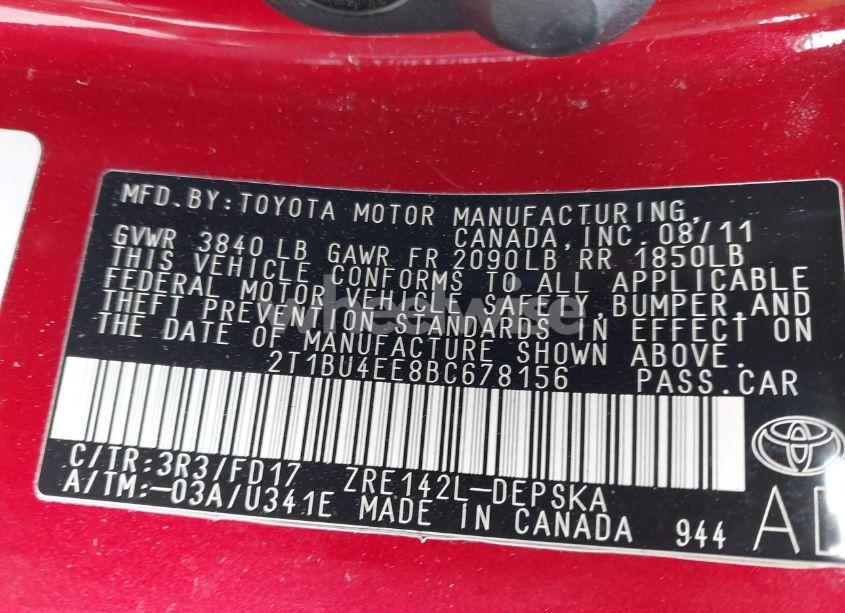 MFD.BY:TOYOTA MOTOR MANUFACTURING,
CANADA,INC. 08/11
GVWR 3840 LB GAWR FR 2090LB RR 1850LB
THIS VEHICLE CONFORMS TO ALL APPLICABLE
FEDERAL MOTOR VEHICLE SAFETY,BUMPER,AND
THEFT PREVENTION STANDARDS IN EFFECT ON
THE DATE OF MANUFACTURE SHOWN ABOVE.
wheelwise
2T1BU4EE8BC678156 PASS.CAR
C/TR:3R3/FD17 ZRE142L-DEPSKA
A/TM:-03A/U341E MADE IN CANADA 944